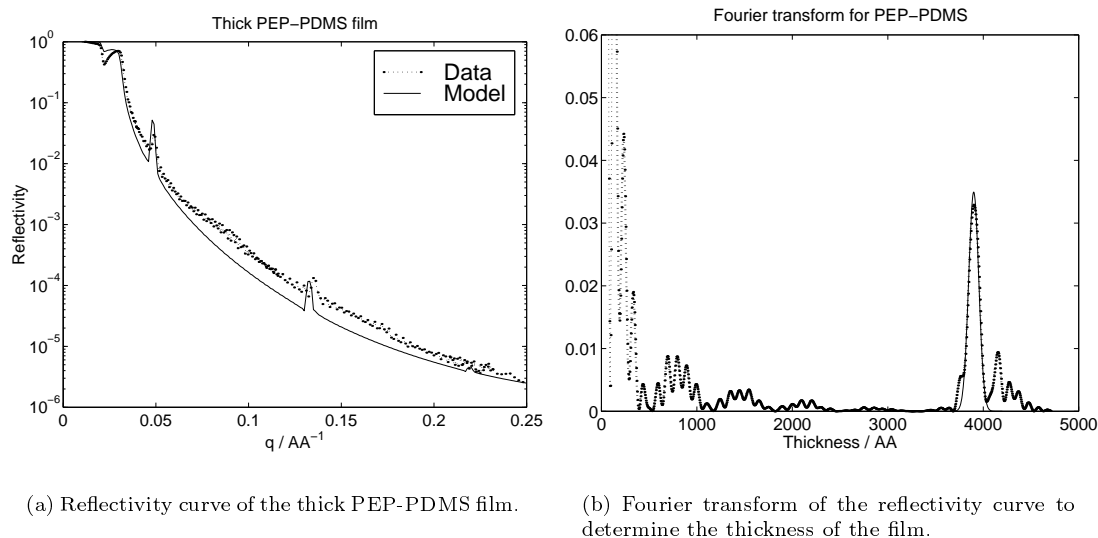 Thick PEP−PDMS film
10⁰
10⁻¹
10⁻²
10⁻³
10⁻⁴
10⁻⁵
10⁻⁶
Reflectivity
Data
Model
0 0.05 0.1 0.15 0.2 0.25
q / AA⁻¹
(a) Reflectivity curve of the thick PEP-PDMS film.
Fourier transform for PEP−PDMS
0.06
0.05
0.04
0.03
0.02
0.01
0
0 1000 2000 3000 4000 5000
Thickness / AA
(b) Fourier transform of the reflectivity curve to
determine the thickness of the film.